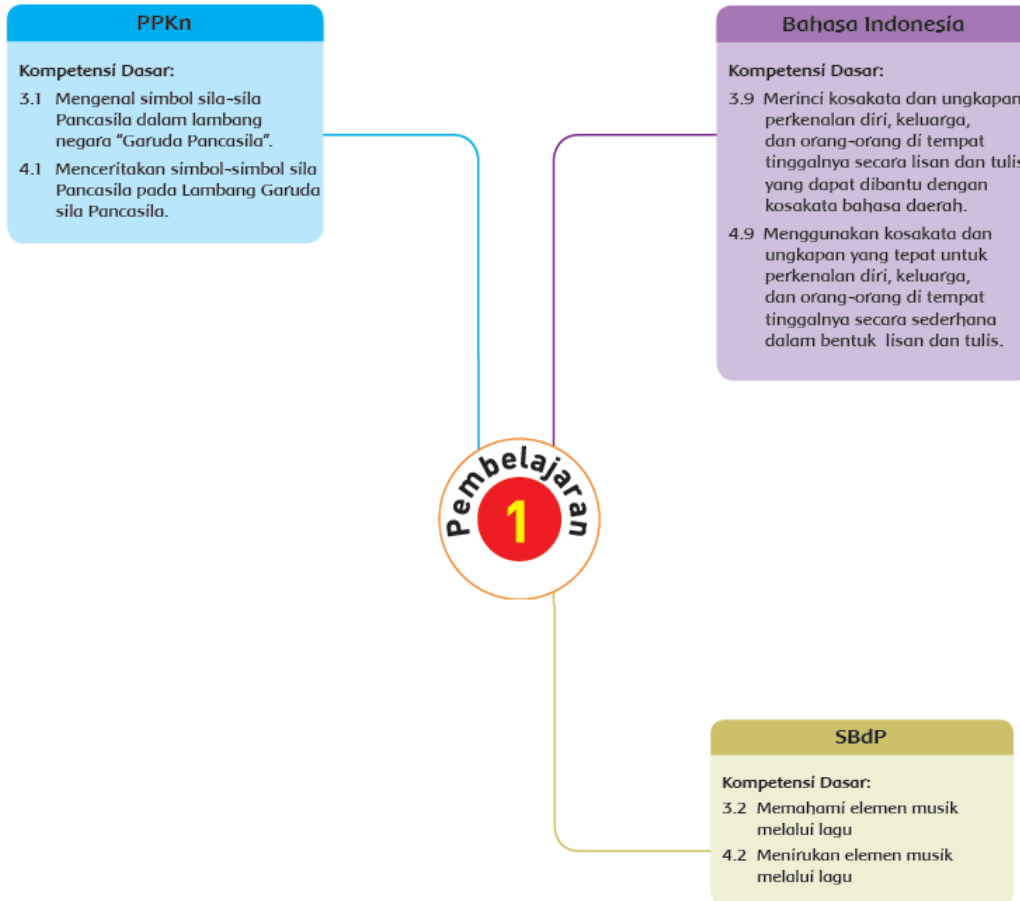 PPKn
Kompetensi Dasar:
3.1 Mengenal simbol sila-sila
Pancasila dalam lambang
negara “Garuda Pancasila”.
4.1 Menceritakan simbol-simbol sila
Pancasila pada Lambang Garuda
sila Pancasila.
Bahasa Indonesia
Kompetensi Dasar:
3.9 Merinci kosakata dan ungkapan
perkenalan diri, keluarga,
dan orang-orang di tempat
tinggalnya secara lisan dan tulis
yang dapat dibantu dengan
kosakata bahasa daerah.
4.9 Menggunakan kosakata dan
ungkapan yang tepat untuk
perkenalan diri, keluarga,
dan orang-orang di tempat
tinggalnya secara sederhana
dalam bentuk lisan dan tulis.
Pembelajaran
1
SBdP
Kompetensi Dasar:
3.2 Memahami elemen musik
melalui lagu
4.2 Menirukan elemen musik
melalui lagu